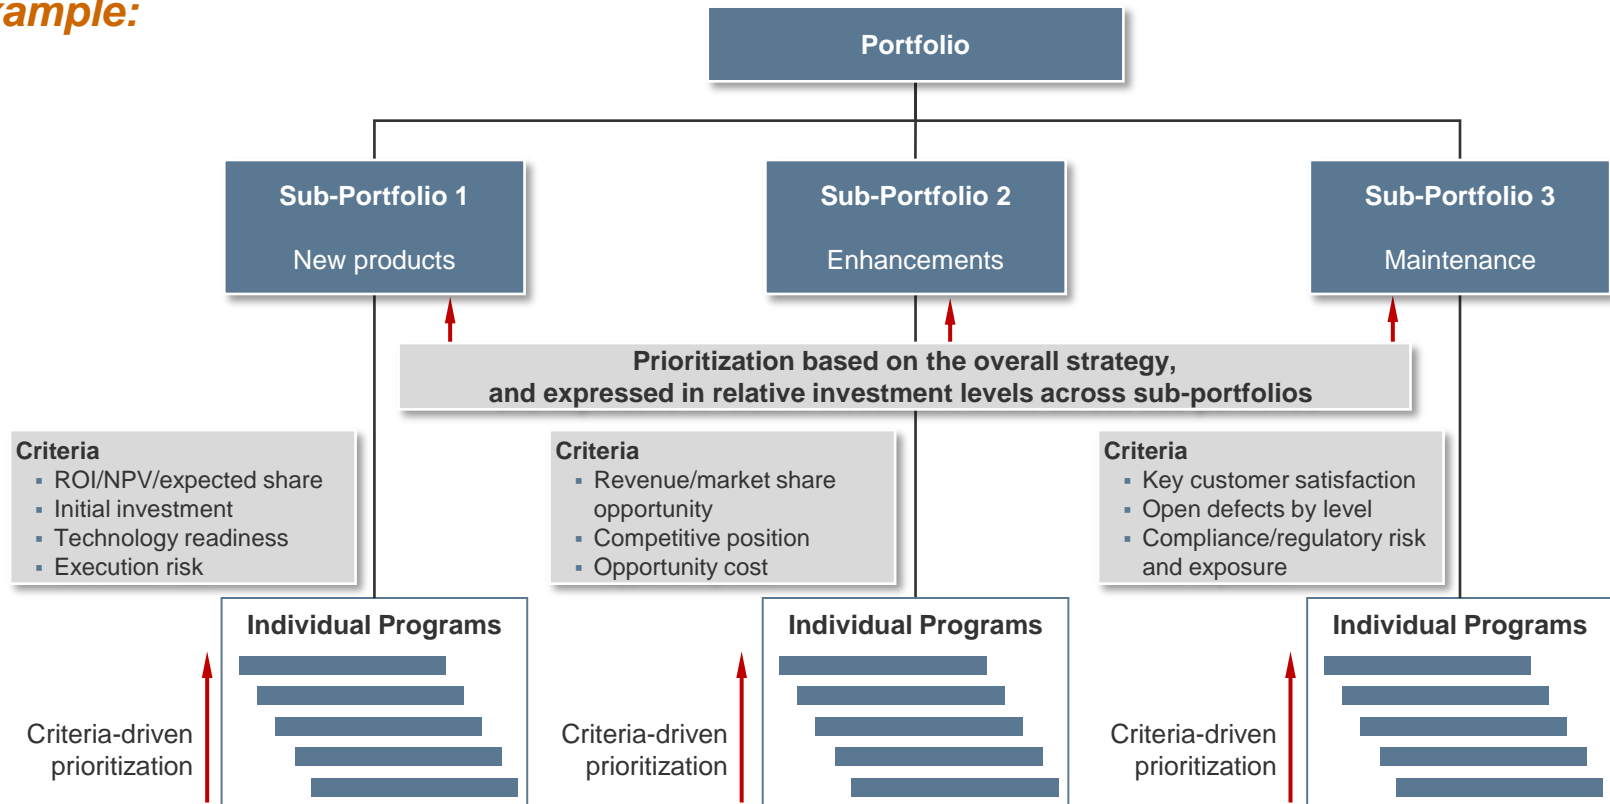 xample:
Portfolio
Sub-Portfolio 1
New products
Sub-Portfolio 2
Enhancements
Sub-Portfolio 3
Maintenance
Prioritization based on the overall strategy,
and expressed in relative investment levels across sub-portfolios
Criteria
▪ ROI/NPV/expected share
▪ Initial investment
▪ Technology readiness
▪ Execution risk
Criteria
▪ Revenue/market share
opportunity
▪ Competitive position
▪ Opportunity cost
Criteria
▪ Key customer satisfaction
▪ Open defects by level
▪ Compliance/regulatory risk
and exposure
Individual Programs
Criteria-driven
prioritization
Individual Programs
Criteria-driven
prioritization
Individual Programs
Criteria-driven
prioritization